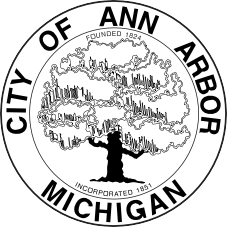 CITY OF ANN ARBOR
FOUNDED 1824
INCORPORATED 1851
MICHIGAN